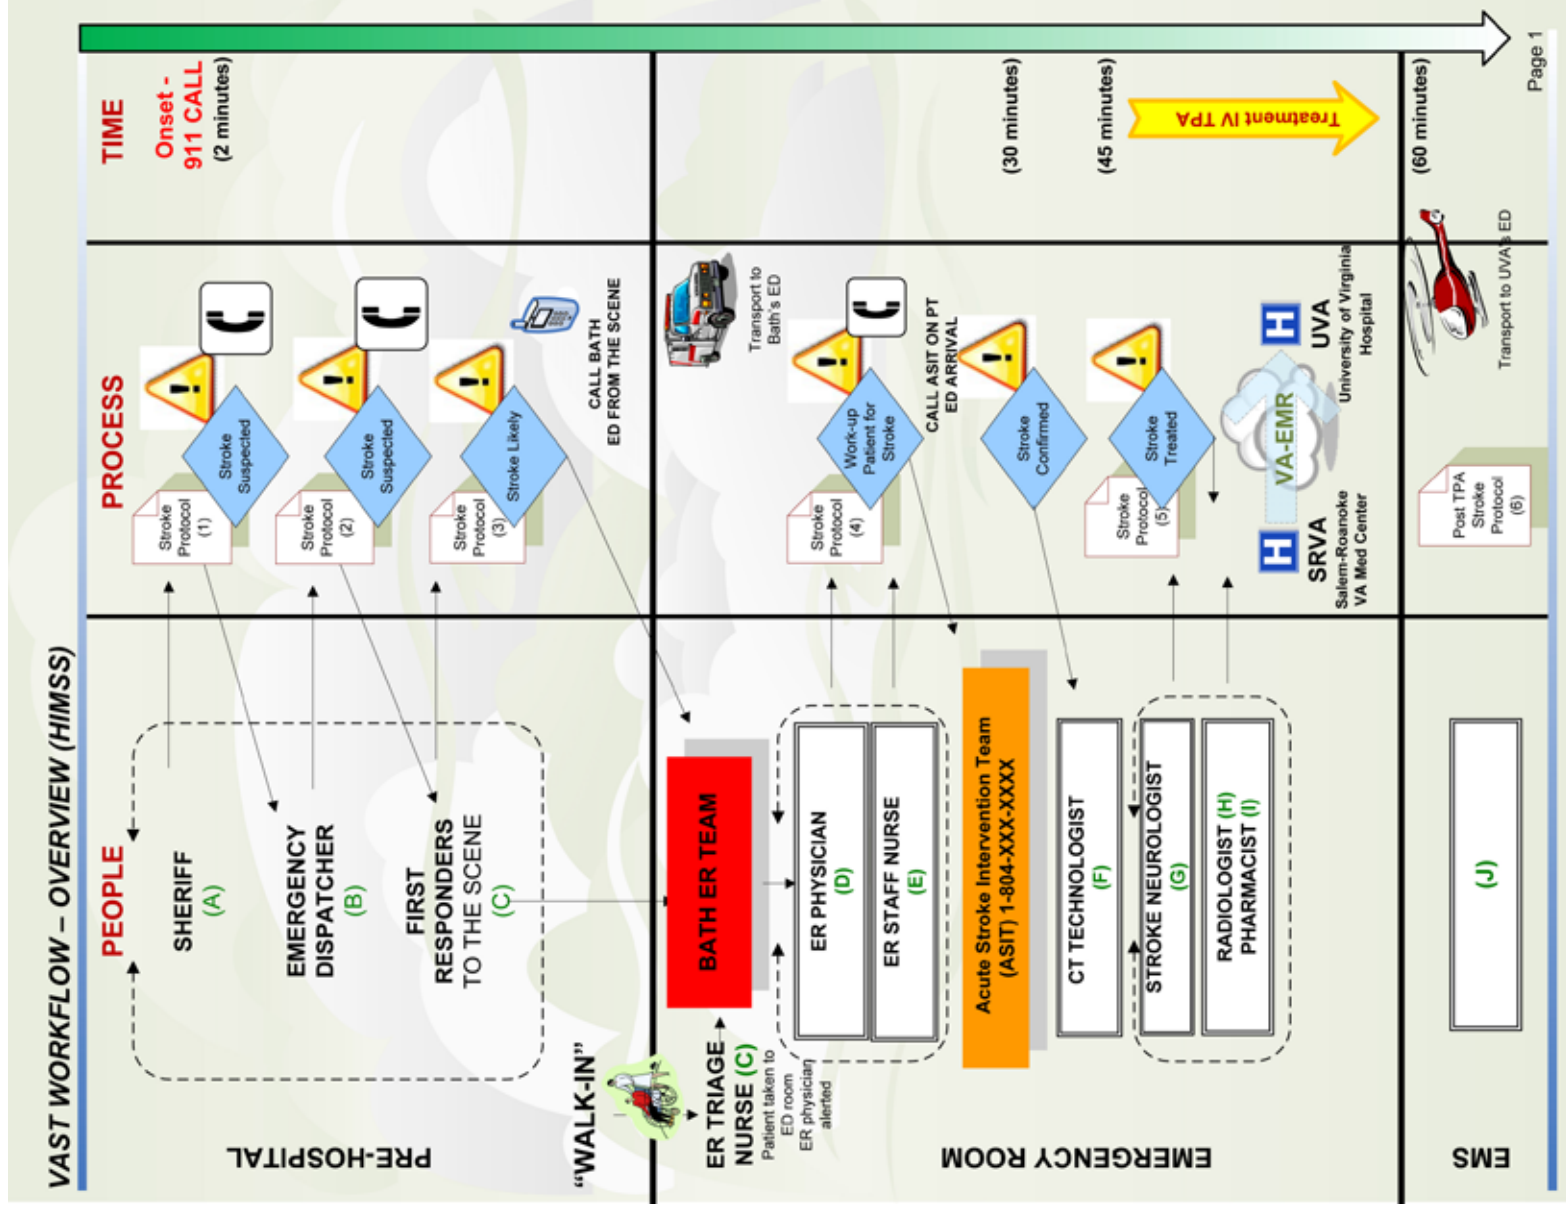 VAST WORKFLOW – OVERVIEW (HIMSS)
PEOPLE
PROCESS
TIME
PRE-HOSPITAL
SHERIFF
(A)
EMERGENCY
DISPATCHER
(B)
FIRST
RESPONDERS
TO THE SCENE
(C)
Stroke
Protocol
(1)
Stroke
Suspected
Stroke
Protocol
(2)
Stroke
Suspected
Stroke
Protocol
(3)
Stroke Likely
CALL BATH
ED FROM THE SCENE
Onset -
911 CALL
(2 minutes)
"WALK-IN"
EMERGENCY ROOM
ER TRIAGE
NURSE (C)
Patient taken to
ED room
ER physician
alerted
BATH ER TEAM
ER PHYSICIAN
(D)
ER STAFF NURSE
(E)
Acute Stroke Intervention Team
(ASIT) 1-804-XXX-XXXX
CT TECHNOLOGIST
(F)
STROKE NEUROLOGIST
(G)
RADIOLOGIST (H)
PHARMACIST (I)
Transport to
Bath's ED
Stroke
Protocol
(4)
Work-up
Patient for
Stroke
CALL ASIT ON PT
ED ARRIVAL
Stroke
Confirmed
Stroke
Protocol
(5)
Stroke
Treated
H
SRVA
Salem-Roanoke
VA Med Center
VA-EMR
H
UVA
University of Virginia
Hospital
(30 minutes)
(45 minutes)
Treatment IV TPA
EMS
(J)
Post TPA
Stroke
Protocol
(6)
Transport to UVA's ED
(60 minutes)
Page 1